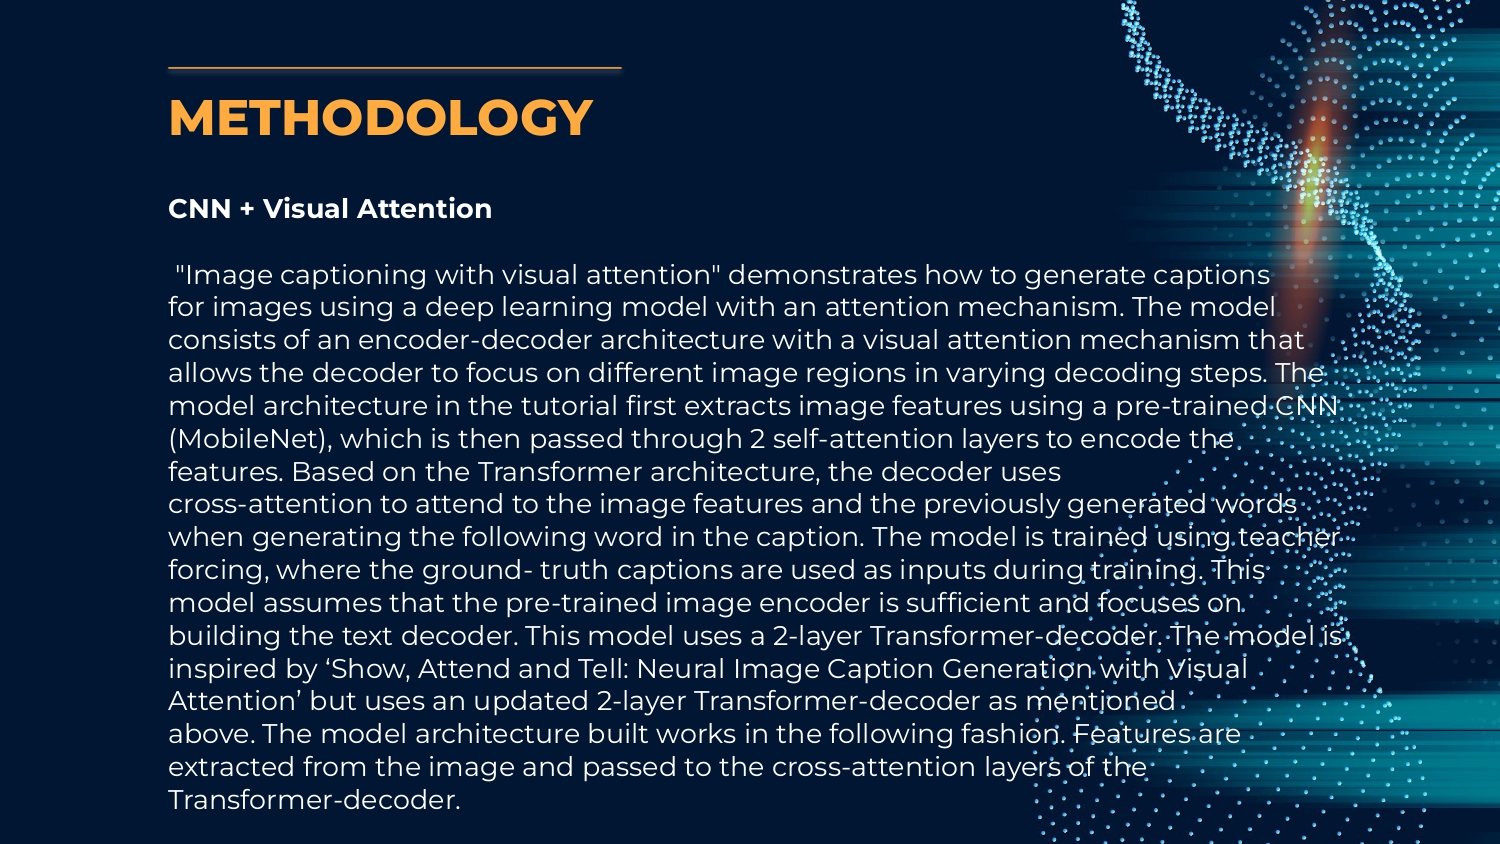 METHODOLOGY
CNN + Visual Attention
"Image captioning with visual attention" demonstrates how to generate captions
for images using a deep learning model with an attention mechanism. The model
consists of an encoder-decoder architecture with a visual attention mechanism that
allows the decoder to focus on different image regions in varying decoding steps. The
model architecture in the tutorial first extracts image features using a pre-trained CNN
(MobileNet), which is then passed through 2 self-attention layers to encode the
features. Based on the Transformer architecture, the decoder uses
cross-attention to attend to the image features and the previously generated words
when generating the following word in the caption. The model is trained using teacher
forcing, where the ground- truth captions are used as inputs during training. This
model assumes that the pre-trained image encoder is sufficient and focuses on
building the text decoder. This model uses a 2-layer Transformer-decoder. The model is
inspired by ‘Show, Attend and Tell: Neural Image Caption Generation with Visual
Attention’ but uses an updated 2-layer Transformer-decoder as mentioned
above. The model architecture built works in the following fashion. Features are
extracted from the image and passed to the cross-attention layers of the
Transformer-decoder.